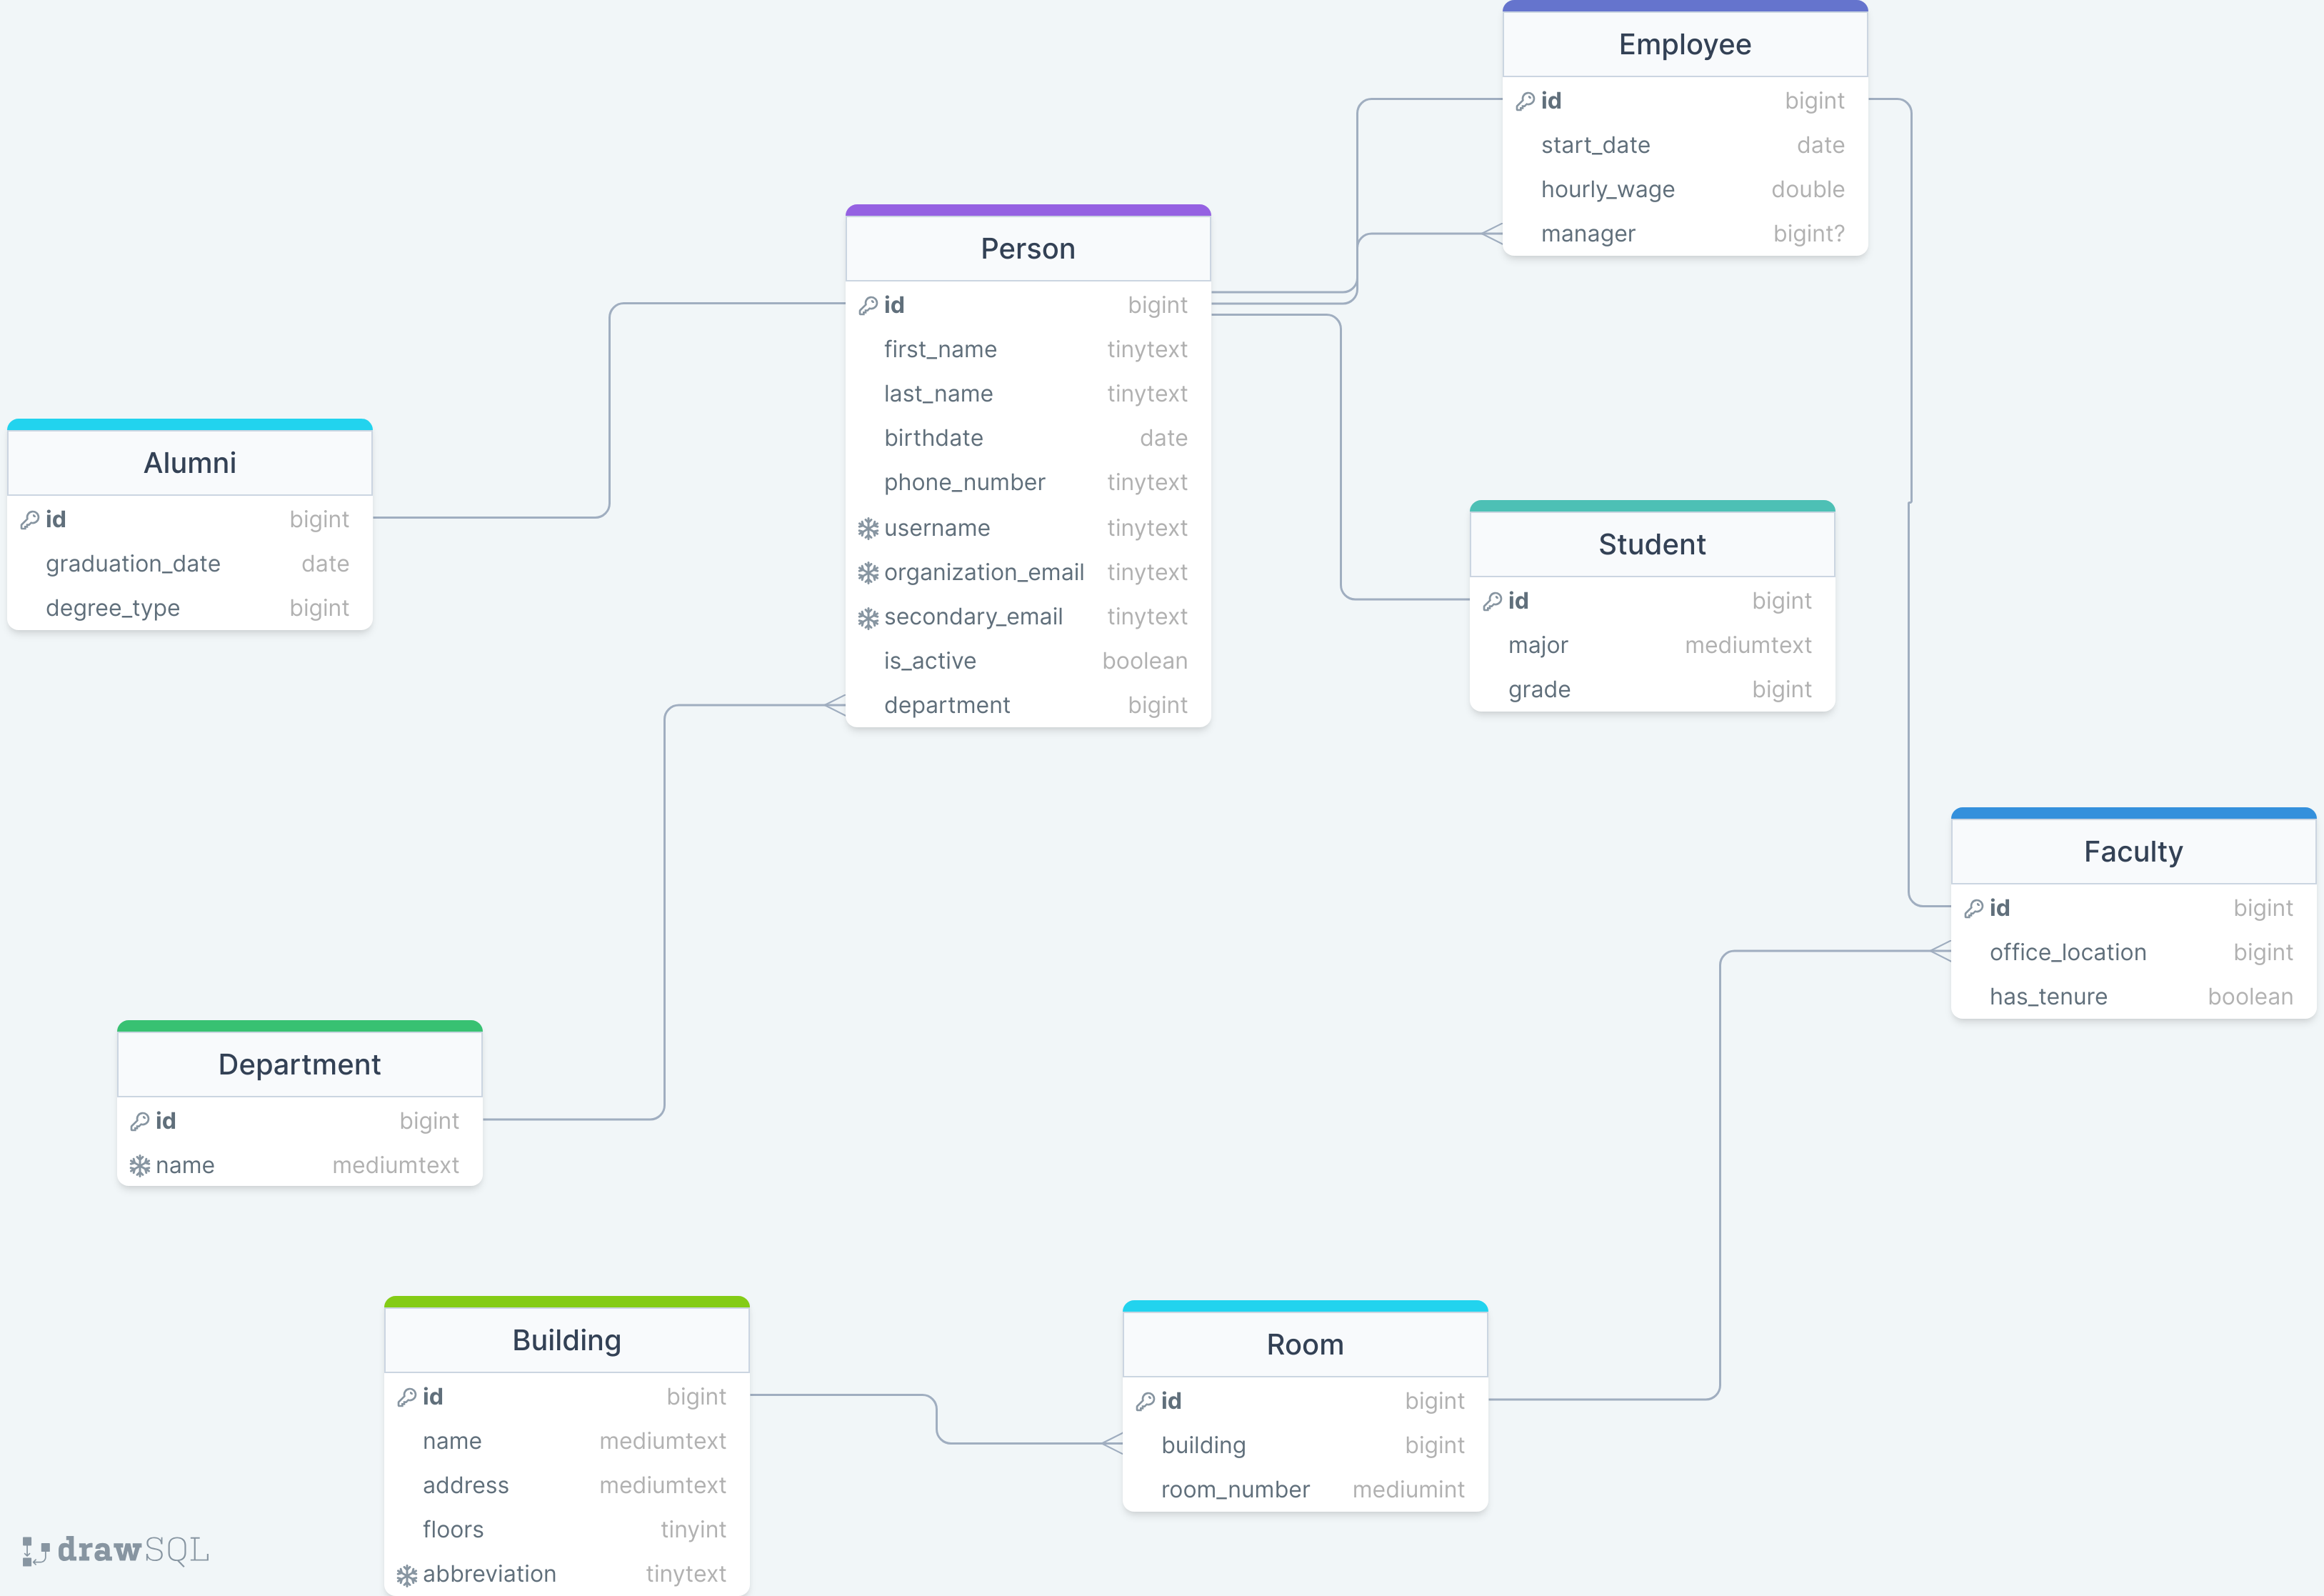 Employee
id bigint
start_date date
hourly_wage double
manager bigint?
Person
id bigint
first_name tinytext
last_name tinytext
birthdate date
phone_number tinytext
username tinytext
organization_email tinytext
secondary_email tinytext
is_active boolean
department bigint
Alumni
id bigint
graduation_date date
degree_type bigint
Student
id bigint
major mediumtext
grade bigint
Faculty
id bigint
office_location bigint
has_tenure boolean
Department
id bigint
name mediumtext
Building
id bigint
name mediumtext
address mediumtext
floors tinyint
abbreviation tinytext
Room
id bigint
building bigint
room_number mediumint
drawSQL